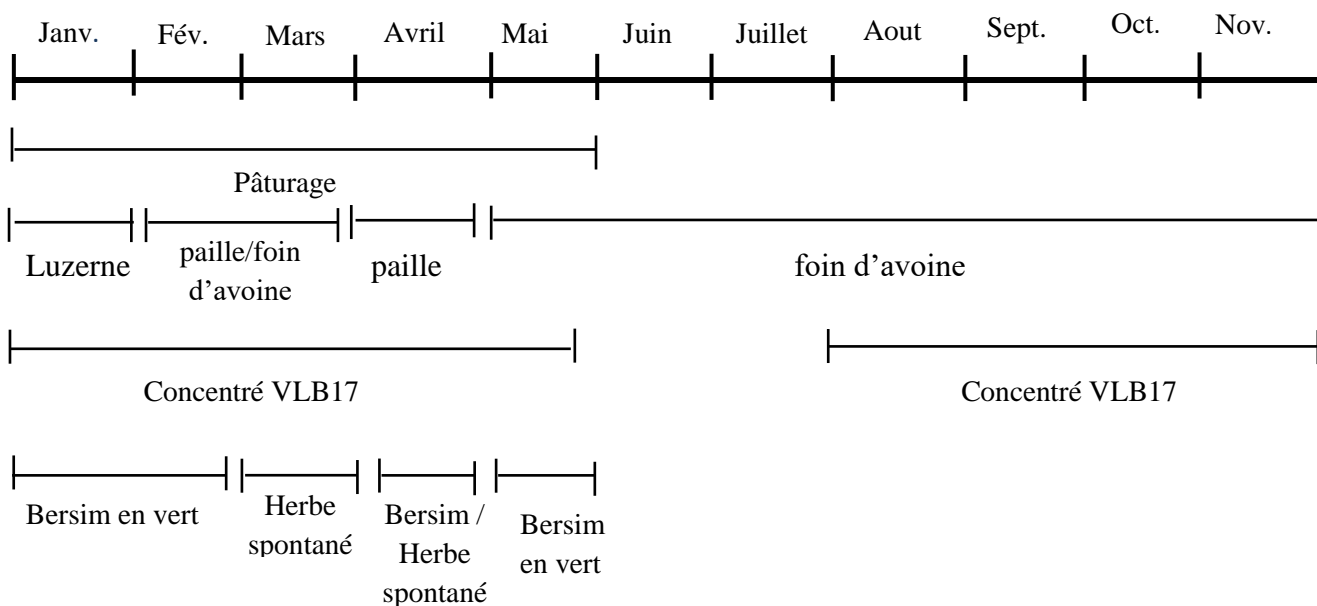 Janv. Fév. Mars Avril Mai Juin Juillet Aout Sept. Oct. Nov.
Pâturage
Luzerne
paille/foin
d'avoine
paille
foin d'avoine
Concentré VLB17
Concentré VLB17
Bersim en vert
Herbe
spontané
Bersim /
Herbe
spontané
Bersim
en vert